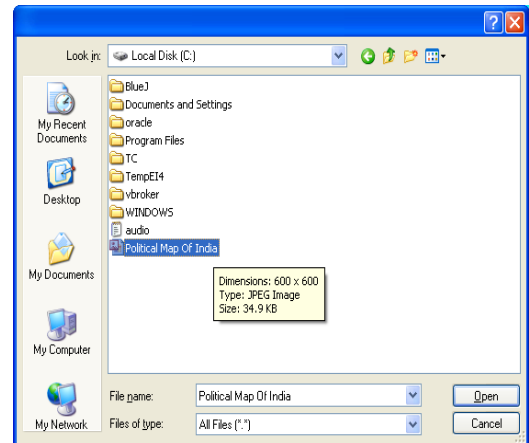 Look in:
Local Disk (C:)
My Recent
Documents
Desktop
My Documents
My Computer
My Network
BlueJ
Documents and Settings
oracle
Program Files
TC
TempEI4
vbroker
WINDOWS
audio
Political Map Of India
Dimensions: 600 x 600
Type: JPEG Image
Size: 34.9 KB
File name:
Political Map Of India
Open
Files of type:
All Files (*.*)
Cancel